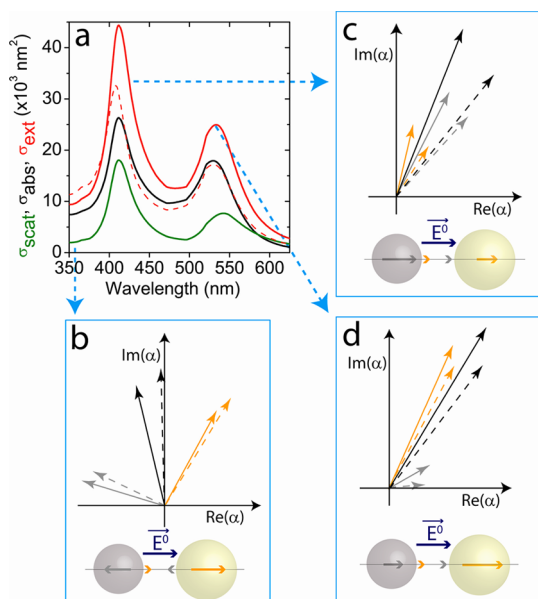 a
σscat, σabs, σext (x10³ nm²)
40
30
20
10
0
350 400 450 500 550 600
Wavelength (nm)
c
Im(α)
Re(α)
E⁰
b
Im(α)
Re(α)
E⁰
d
Im(α)
Re(α)
E⁰